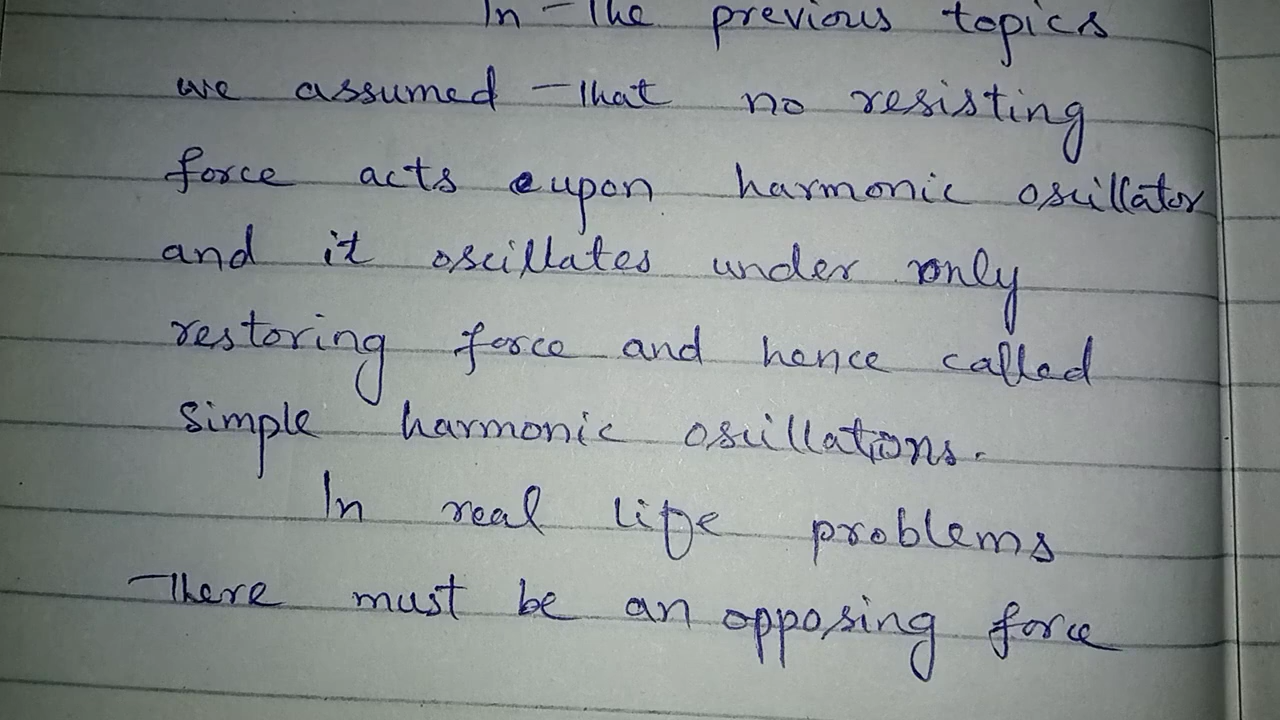 In the previous topics
we assumed that no resisting
force acts upon harmonic oscillator
and it oscillates under only
restoring force and hence called
simple harmonic oscillations.
In real life problems
there must be an opposing force